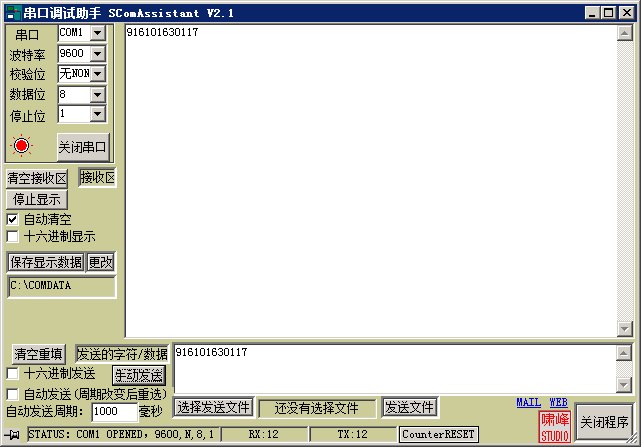 串口调试助手 SComAssistant V2.1
串口 COM1
波特率 9600
校验位 无NON
数据位 8
停止位 1
关闭串口
清空接收区 接收区
停止显示
自动清空
十六进制显示
保存显示数据 更改
C:\COMDATA
916101630117
清空重填 发送的字符/数据
916101630117
十六进制发送 手动发送
自动发送(周期改变后重选)
自动发送周期: 1000 毫秒
选择发送文件 还没有选择文件 发送文件
MAIL WEB
啸峰
STUDIO
关闭程序
STATUS: COM1 OPENED, 9600,N,8,1 RX:12 TX:12 CounterRESET